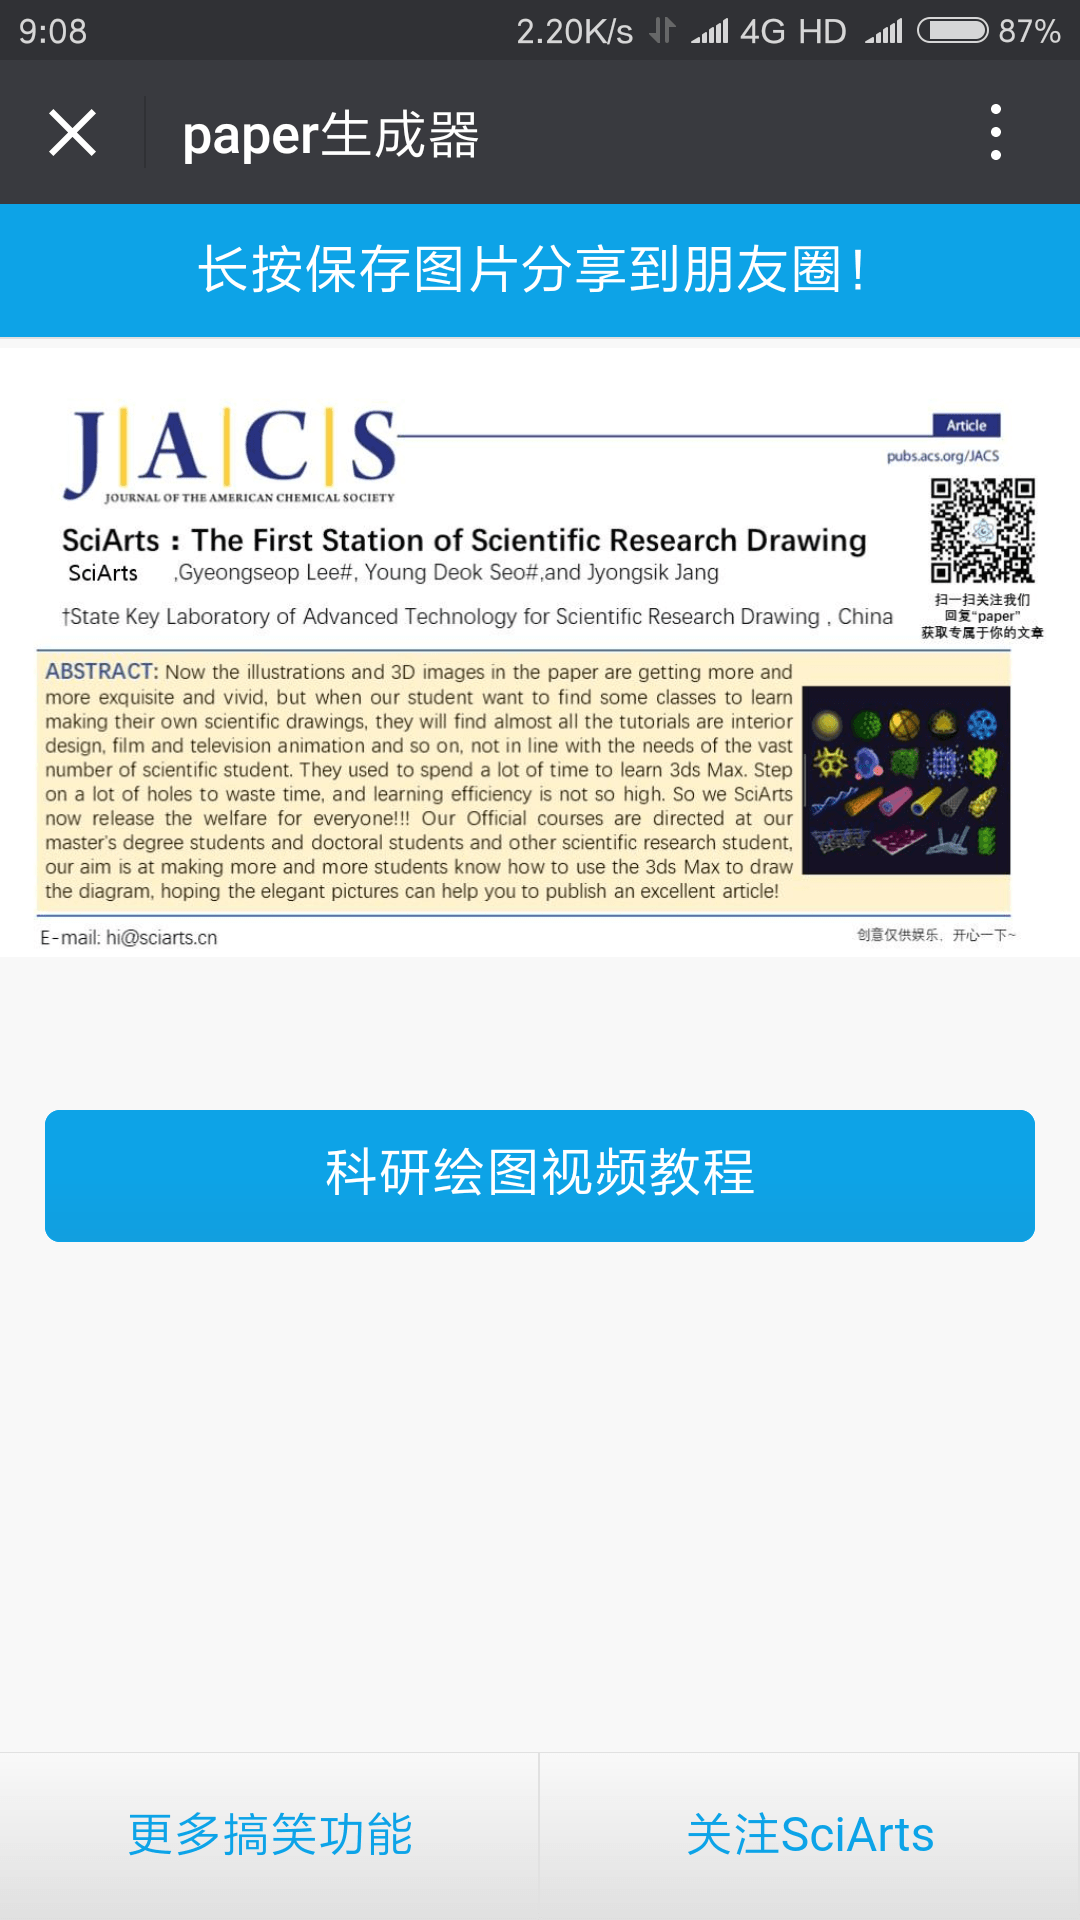 9:08
2.20K/s 4G HD 87%
paper生成器
长按保存图片分享到朋友圈！
J|A|C|S
JOURNAL OF THE AMERICAN CHEMICAL SOCIETY
Article
pubs.acs.org/JACS
SciArts：The First Station of Scientific Research Drawing
SciArts ,Gyeongseop Lee#, Young Deok Seo#,and Jyongsik Jang
†State Key Laboratory of Advanced Technology for Scientific Research Drawing , China
扫一扫关注我们
回复“paper”
获取专属于你的文章
ABSTRACT: Now the illustrations and 3D images in the paper are getting more and
more exquisite and vivid, but when our student want to find some classes to learn
making their own scientific drawings, they will find almost all the tutorials are interior
design, film and television animation and so on, not in line with the needs of the vast
number of scientific student. They used to spend a lot of time to learn 3ds Max. Step
on a lot of holes to waste time, and learning efficiency is not so high. So we SciArts
now release the welfare for everyone!!! Our Official courses are directed at our
master's degree students and doctoral students and other scientific research student,
our aim is at making more and more students know how to use the 3ds Max to draw
the diagram, hoping the elegant pictures can help you to publish an excellent article!
E-mail: hi@sciarts.cn
创意仅供娱乐，开心一下~
科研绘图视频教程
更多搞笑功能
关注SciArts